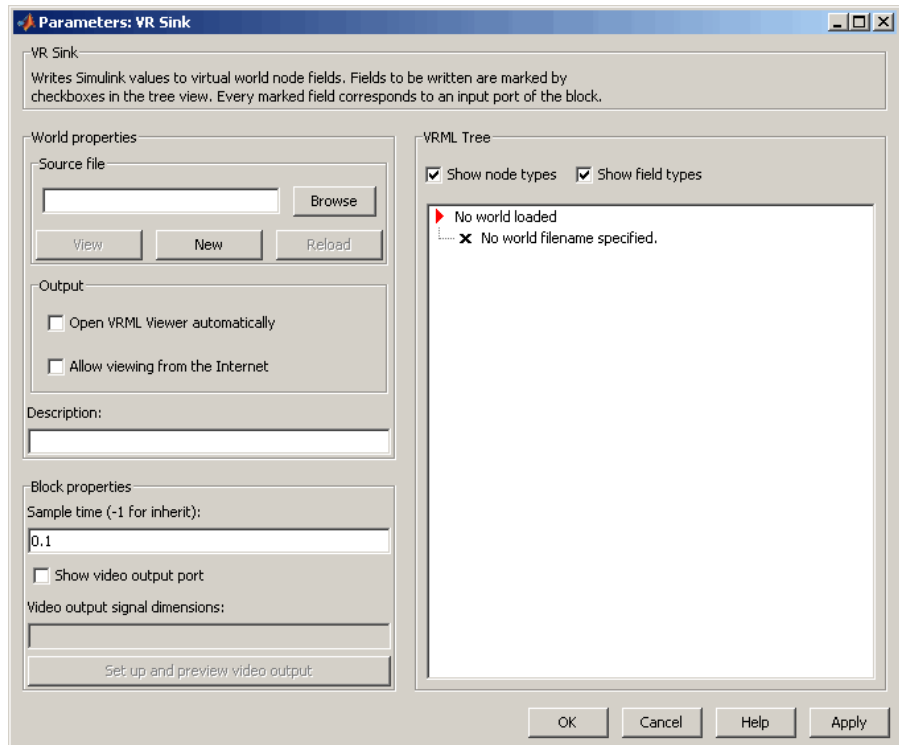 Parameters: VR Sink
VR Sink
Writes Simulink values to virtual world node fields. Fields to be written are marked by
checkboxes in the tree view. Every marked field corresponds to an input port of the block.
World properties
Source file
Browse
View
New
Reload
Output
Open VRML Viewer automatically
Allow viewing from the Internet
Description:
Block properties
Sample time (-1 for inherit):
0.1
Show video output port
Video output signal dimensions:
Set up and preview video output
VRML Tree
Show node types
Show field types
No world loaded
No world filename specified.
OK
Cancel
Help
Apply